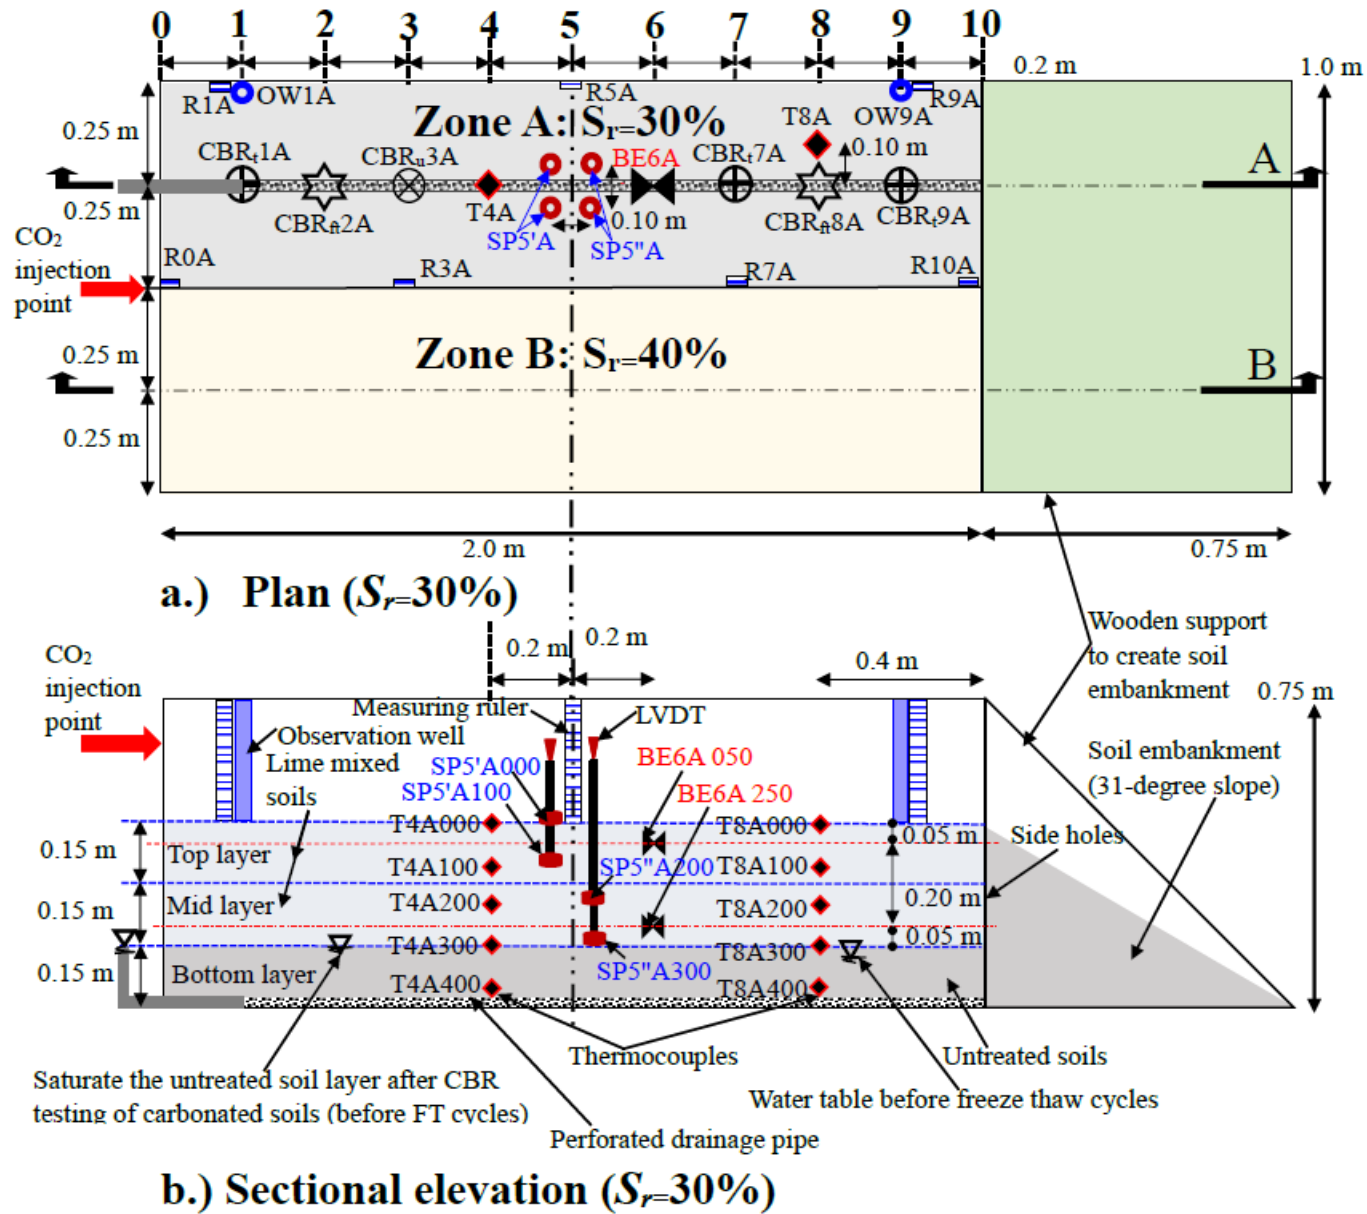 0 1 2 3 4 5 6 7 8 9 10
0.2 m
1.0 m
R1A
OW1A
R5A
OW9A
R9A
0.25 m
Zone A: Sr=30%
T8A
0.10 m
CBRt1A
CBRu3A
BE6A
CBRt7A
A
0.25 m
CBRft2A
T4A
0.10 m
CBRft8A
CBRt9A
SP5'A
SP5"A
CO2
injection
point
R0A
R3A
R7A
R10A
0.25 m
Zone B: Sr=40%
B
0.25 m
2.0 m
0.75 m
a.) Plan (Sr=30%)
CO2
injection
point
0.2 m
0.2 m
0.4 m
Wooden support
to create soil
embankment
0.75 m
Measuring ruler
LVDT
Observation well
Lime mixed
soils
SP5'A000
SP5'A100
BE6A 050
BE6A 250
Soil embankment
(31-degree slope)
T4A000
T8A000
0.05 m
Side holes
0.15 m
Top layer
T4A100
SP5"A200
T8A100
0.15 m
Mid layer
T4A200
T8A200
0.20 m
T4A300
T8A300
0.05 m
0.15 m
Bottom layer
T4A400
SP5"A300
T8A400
Thermocouples
Untreated soils
Saturate the untreated soil layer after CBR
testing of carbonated soils (before FT cycles)
Water table before freeze thaw cycles
Perforated drainage pipe
b.) Sectional elevation (Sr=30%)